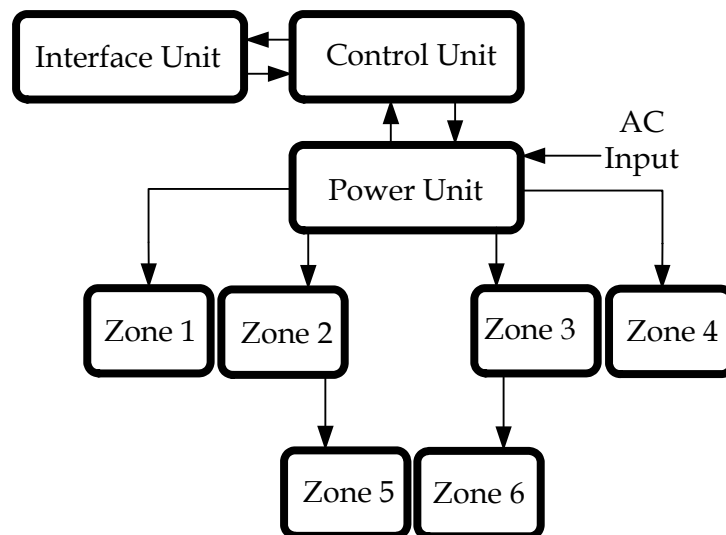 Interface Unit
Control Unit
AC
Input
Power Unit
Zone 1
Zone 2
Zone 3
Zone 4
Zone 5
Zone 6